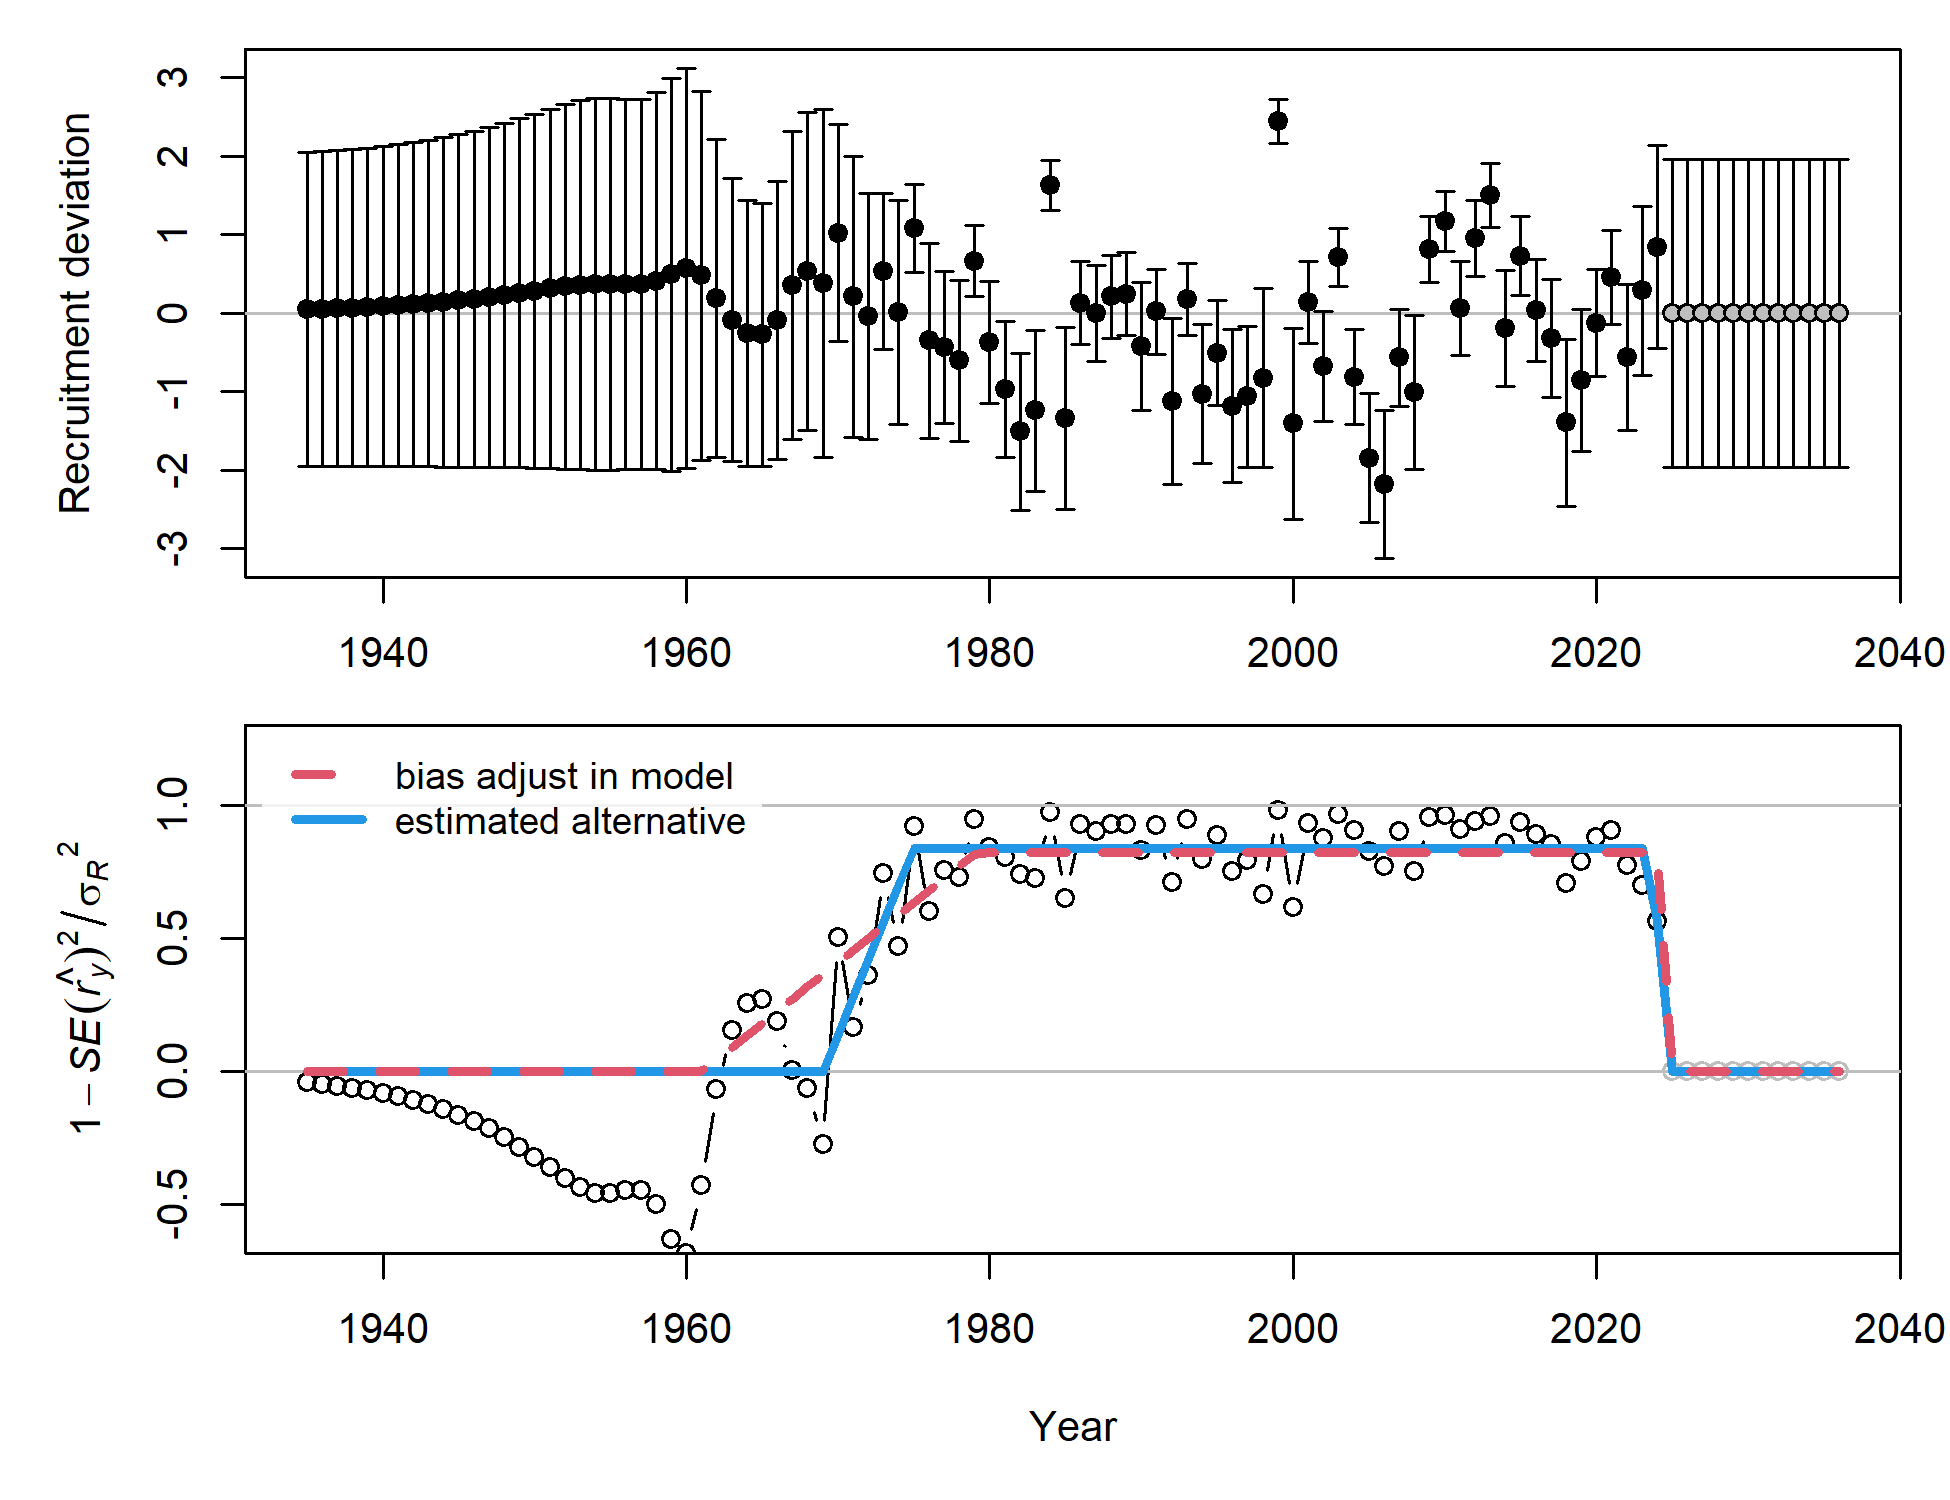 Recruitment deviation
3
2
1
0
-1
-2
-3
1940 1960 1980 2000 2020 2040
1 − SE(r̂y)² / σR²
1.0
0.5
0.0
-0.5
bias adjust in model
estimated alternative
1940 1960 1980 2000 2020 2040
Year